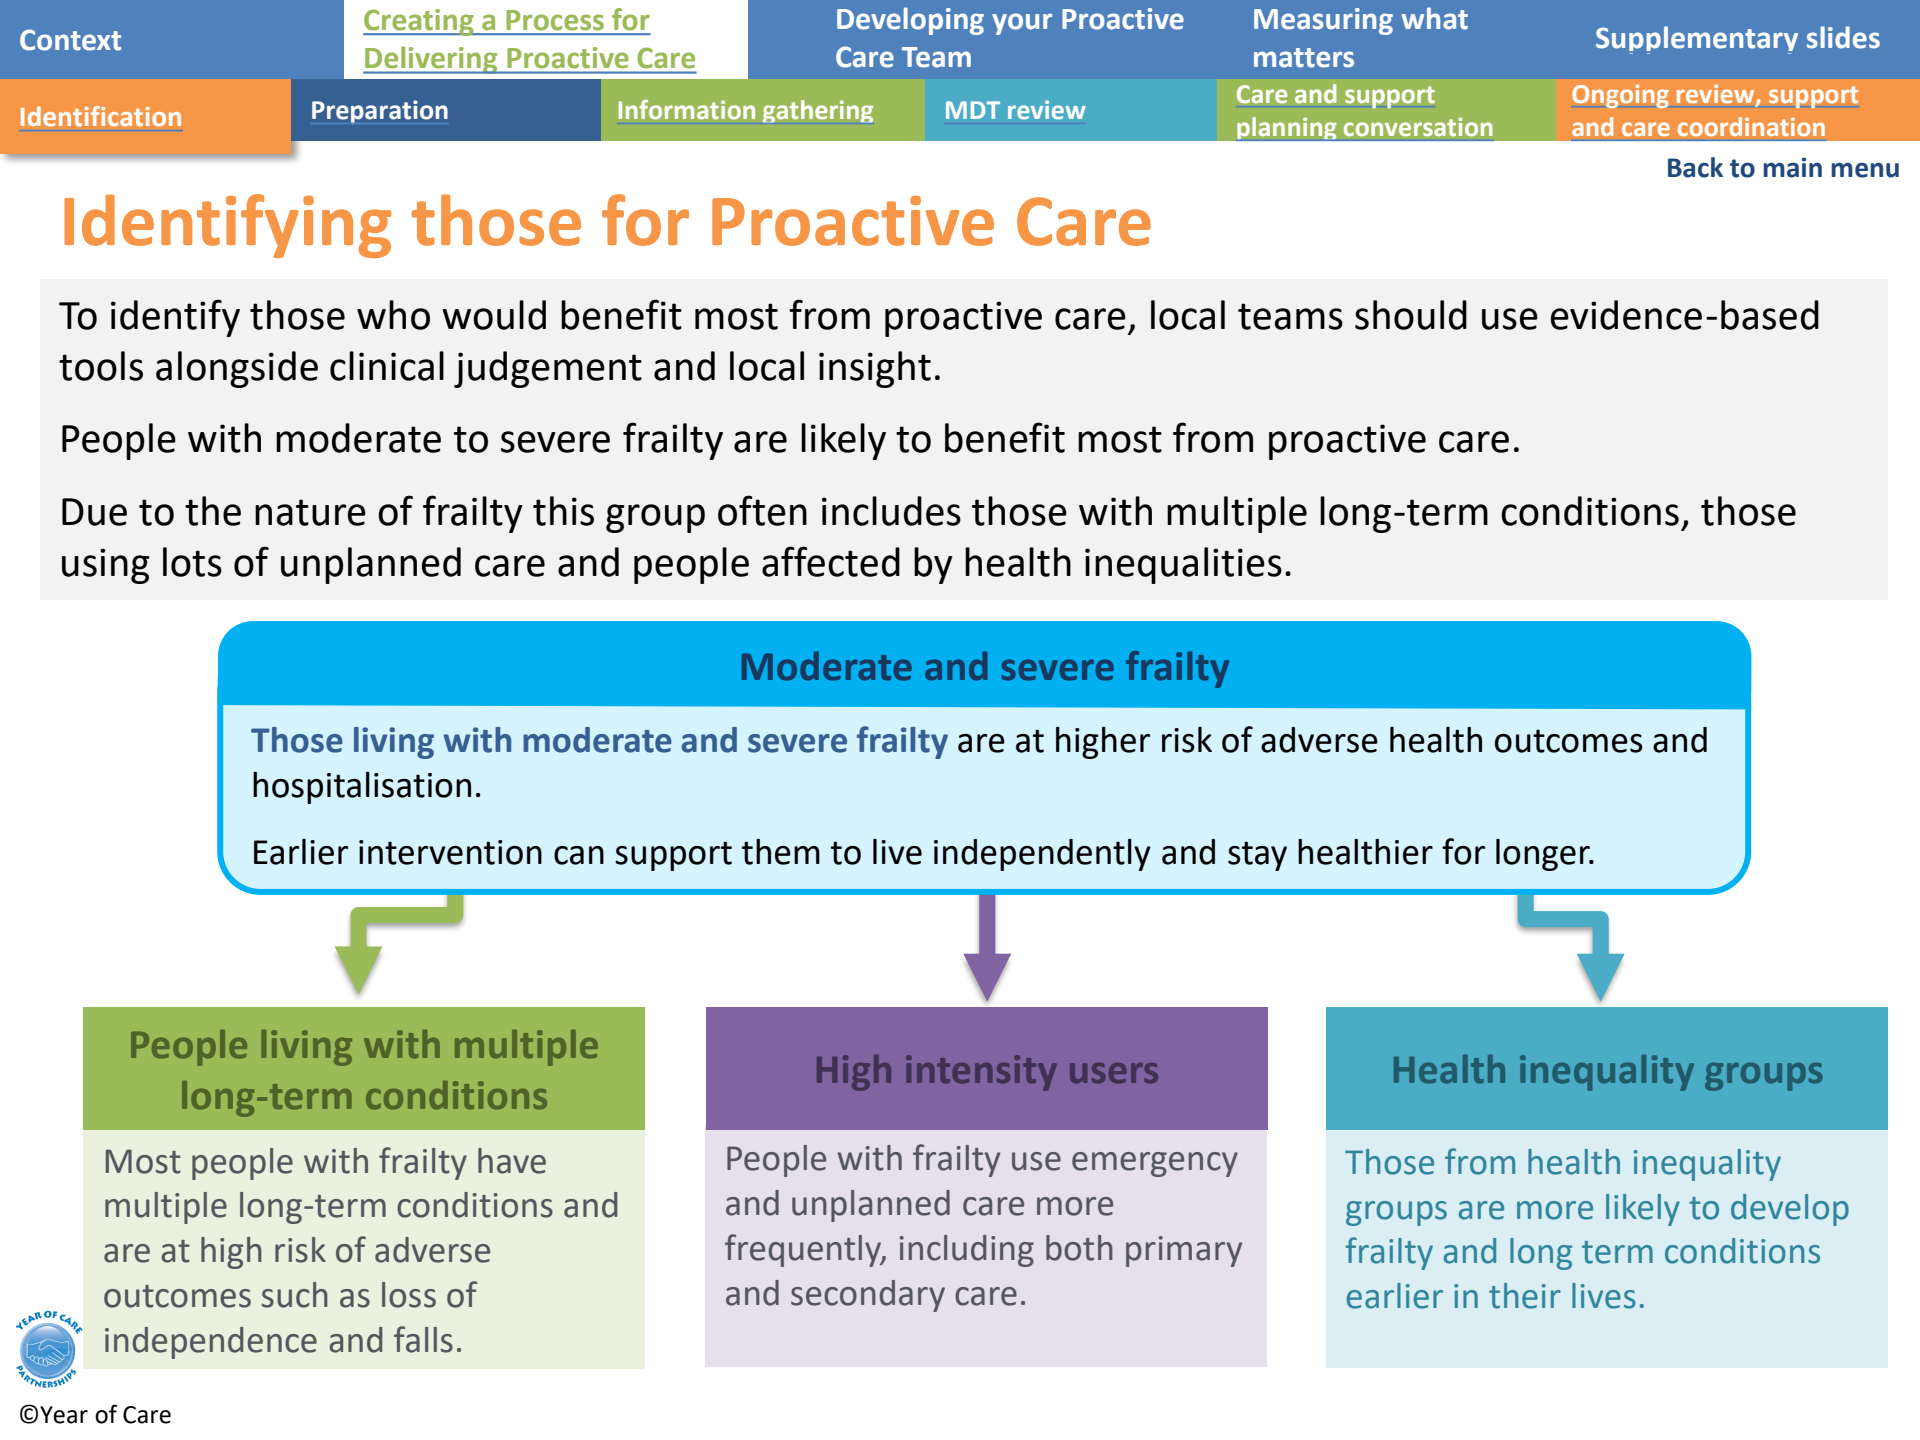 Context
Creating a Process for
Delivering Proactive Care
Developing your Proactive
Care Team
Measuring what
matters
Supplementary slides
Identification
Preparation
Information gathering
MDT review
Care and support
planning conversation
Ongoing review, support
and care coordination
Back to main menu
Identifying those for Proactive Care
To identify those who would benefit most from proactive care, local teams should use evidence-based
tools alongside clinical judgement and local insight.
People with moderate to severe frailty are likely to benefit most from proactive care.
Due to the nature of frailty this group often includes those with multiple long-term conditions, those
using lots of unplanned care and people affected by health inequalities.
Moderate and severe frailty
Those living with moderate and severe frailty are at higher risk of adverse health outcomes and
hospitalisation.
Earlier intervention can support them to live independently and stay healthier for longer.
People living with multiple
long-term conditions
Most people with frailty have
multiple long-term conditions and
are at high risk of adverse
outcomes such as loss of
independence and falls.
High intensity users
People with frailty use emergency
and unplanned care more
frequently, including both primary
and secondary care.
Health inequality groups
Those from health inequality
groups are more likely to develop
frailty and long term conditions
earlier in their lives.
YEAR OF CARE
PARTNERSHIPS
©Year of Care